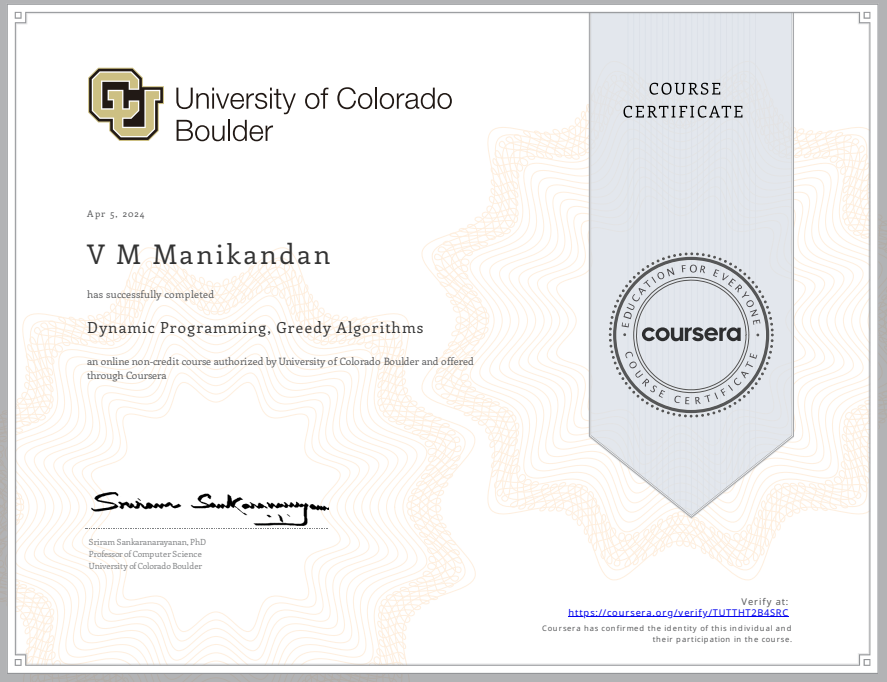 CU
University of Colorado
Boulder
COURSE
CERTIFICATE
Apr 5, 2024
V M Manikandan
has successfully completed
Dynamic Programming, Greedy Algorithms
an online non-credit course authorized by University of Colorado Boulder and offered
through Coursera
EDUCATION FOR EVERYONE
coursera
COURSE CERTIFICATE
Sriram Sankaranarayanan
Sriram Sankaranarayanan, PhD
Professor of Computer Science
University of Colorado Boulder
Verify at:
https://coursera.org/verify/TUTTHT2B4SRC
Coursera has confirmed the identity of this individual and
their participation in the course.